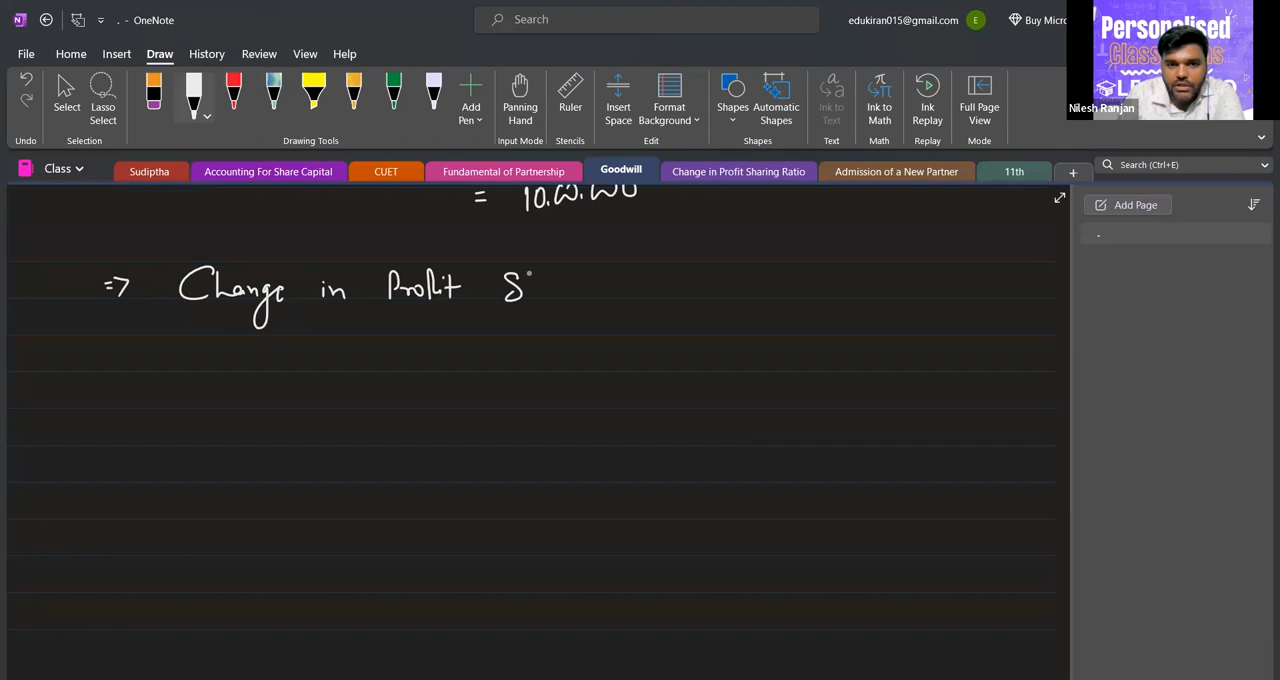 . - OneNote
Search
edukiran015@gmail.com
E
Buy Micro
File Home Insert Draw History Review View Help
Undo
Select
Lasso Select
Selection
Drawing Tools
Add Pen
Panning Hand
Input Mode
Ruler
Stencils
Insert Space
Format Background
Edit
Shapes
Automatic Shapes
Shapes
Ink to Text
Text
Ink to Math
Math
Ink Replay
Replay
Full Page View
Mode
Personalised
Nilesh Ranjan
Class
Sudiptha
Accounting For Share Capital
CUET
Fundamental of Partnership
Goodwill
Change in Profit Sharing Ratio
Admission of a New Partner
11th
Search (Ctrl+E)
Add Page
.
= 10,00,000
=> Change in Profit S